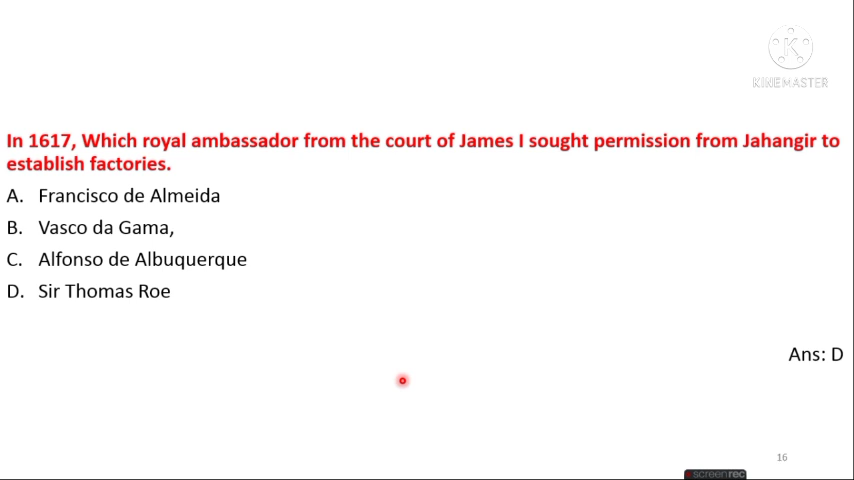 KINEMASTER
In 1617, Which royal ambassador from the court of James I sought permission from Jahangir to
establish factories.
A. Francisco de Almeida
B. Vasco da Gama,
C. Alfonso de Albuquerque
D. Sir Thomas Roe
Ans: D
16
screenrec